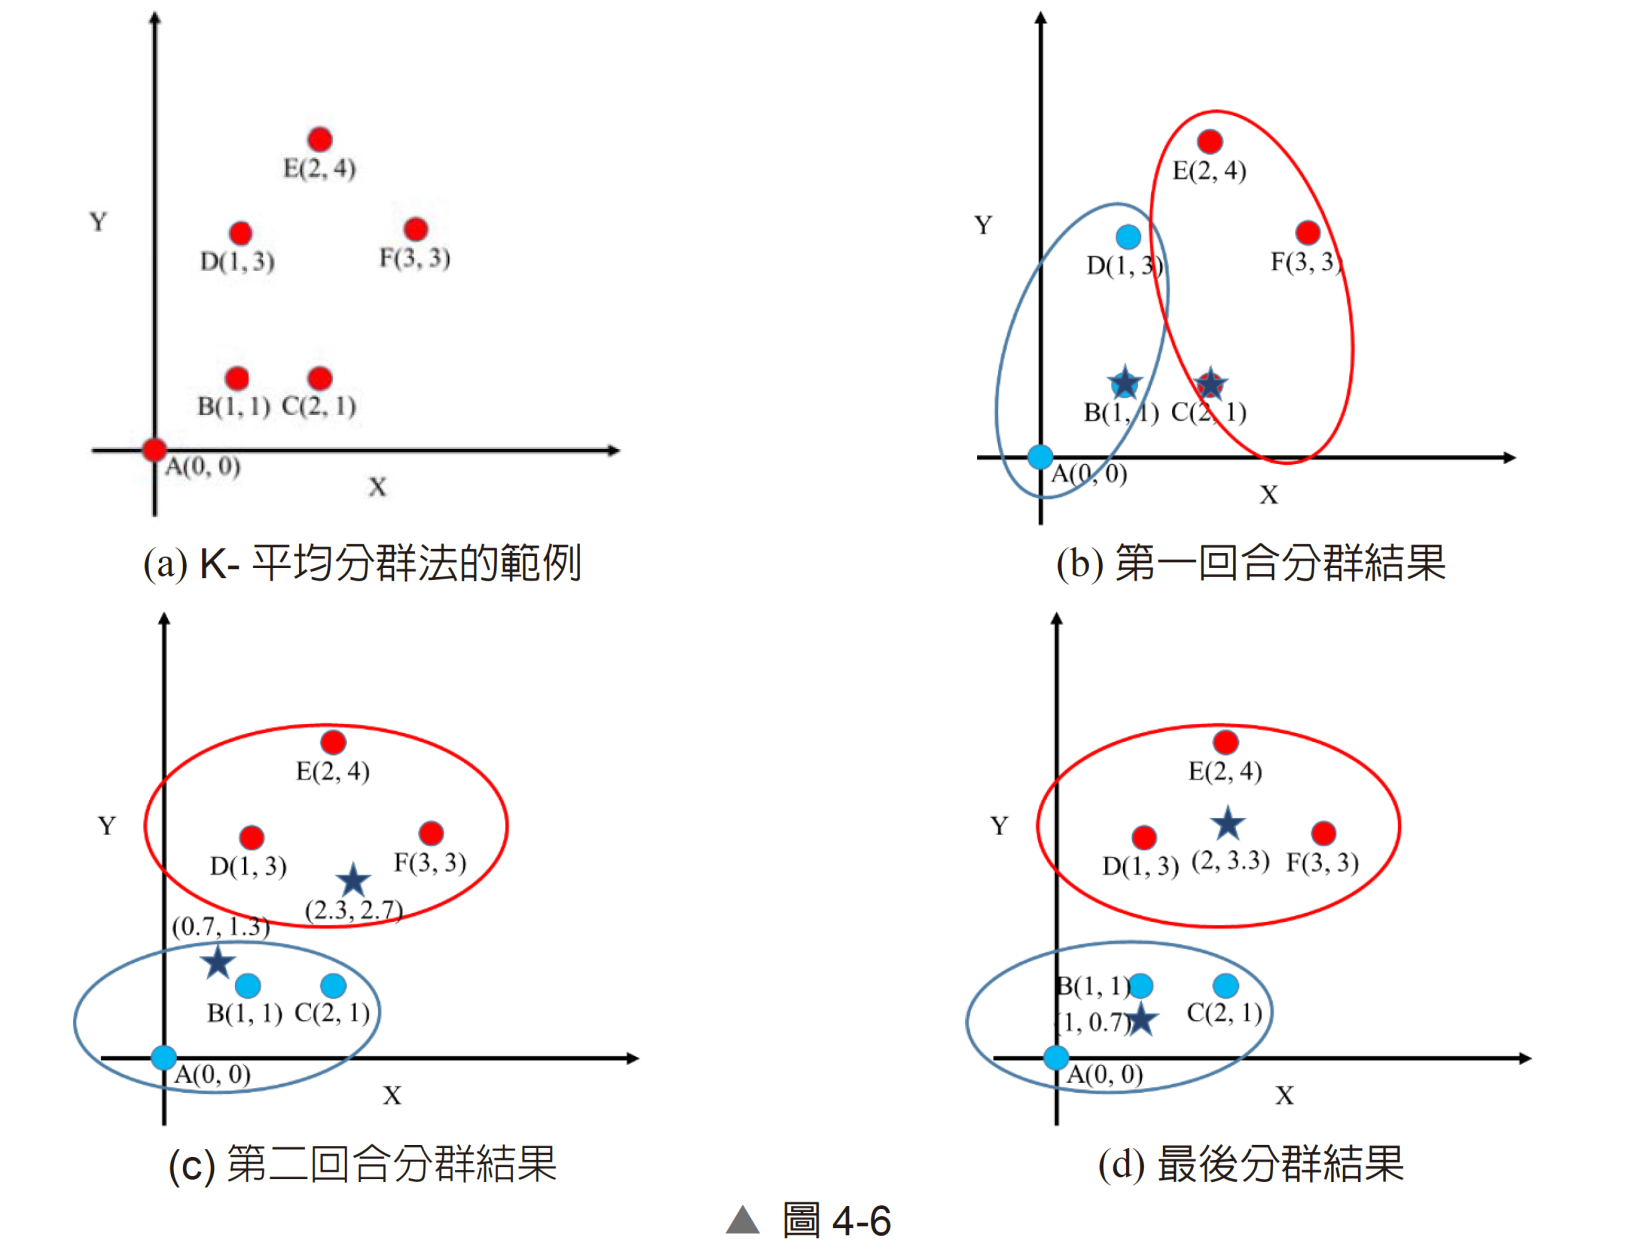 E(2, 4)
Y
D(1, 3)
F(3, 3)
B(1, 1) C(2, 1)
A(0, 0)
X
(a) K- 平均分群法的範例
E(2, 4)
Y
D(1, 3)
F(3, 3)
B(1, 1) C(2, 1)
A(0, 0)
X
(b) 第一回合分群結果
E(2, 4)
Y
D(1, 3)
F(3, 3)
(2.3, 2.7)
(0.7, 1.3)
B(1, 1) C(2, 1)
A(0, 0)
X
(c) 第二回合分群結果
E(2, 4)
Y
D(1, 3) (2, 3.3) F(3, 3)
B(1, 1)
C(2, 1)
(1, 0.7)
A(0, 0)
X
(d) 最後分群結果
▲ 圖 4-6